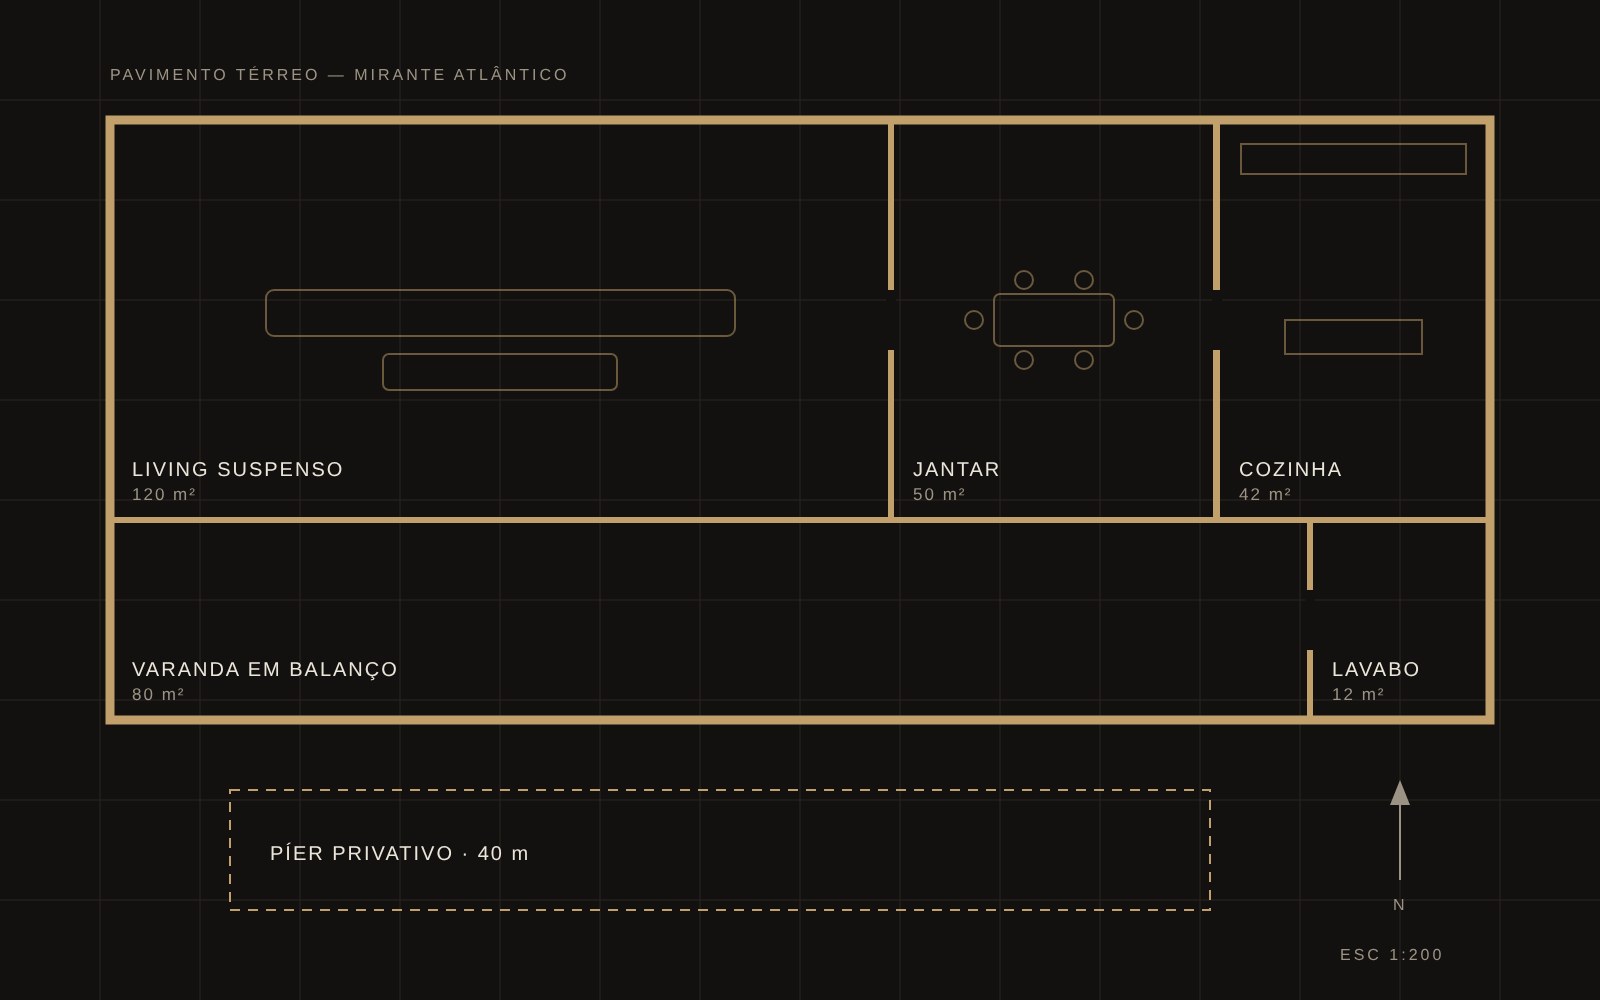 PAVIMENTO TÉRREO — MIRANTE ATLÂNTICO
LIVING SUSPENSO
120 m²
JANTAR
50 m²
COZINHA
42 m²
VARANDA EM BALANÇO
80 m²
LAVABO
12 m²
PÍER PRIVATIVO · 40 m
N
ESC 1:200